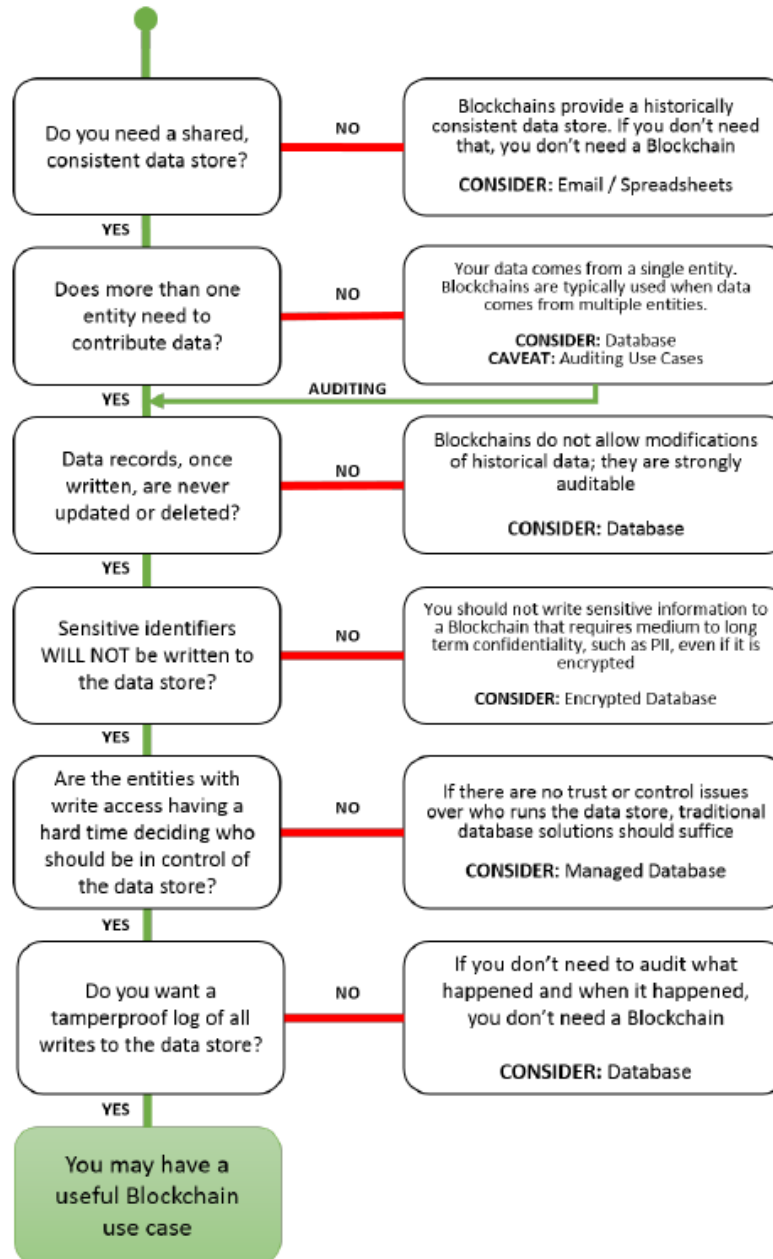 Do you need a shared,
consistent data store?
NO
Blockchains provide a historically
consistent data store. If you don't need
that, you don't need a Blockchain
CONSIDER: Email / Spreadsheets
YES
Does more than one
entity need to
contribute data?
NO
Your data comes from a single entity.
Blockchains are typically used when data
comes from multiple entities.
CONSIDER: Database
CAVEAT: Auditing Use Cases
YES
AUDITING
Data records, once
written, are never
updated or deleted?
NO
Blockchains do not allow modifications
of historical data; they are strongly
auditable
CONSIDER: Database
YES
Sensitive identifiers
WILL NOT be written to
the data store?
NO
You should not write sensitive information to
a Blockchain that requires medium to long
term confidentiality, such as PII, even if it is
encrypted
CONSIDER: Encrypted Database
YES
Are the entities with
write access having a
hard time deciding who
should be in control of
the data store?
NO
If there are no trust or control issues
over who runs the data store, traditional
database solutions should suffice
CONSIDER: Managed Database
YES
Do you want a
tamperproof log of all
writes to the data store?
NO
If you don't need to audit what
happened and when it happened,
you don't need a Blockchain
CONSIDER: Database
YES
You may have a
useful Blockchain
use case